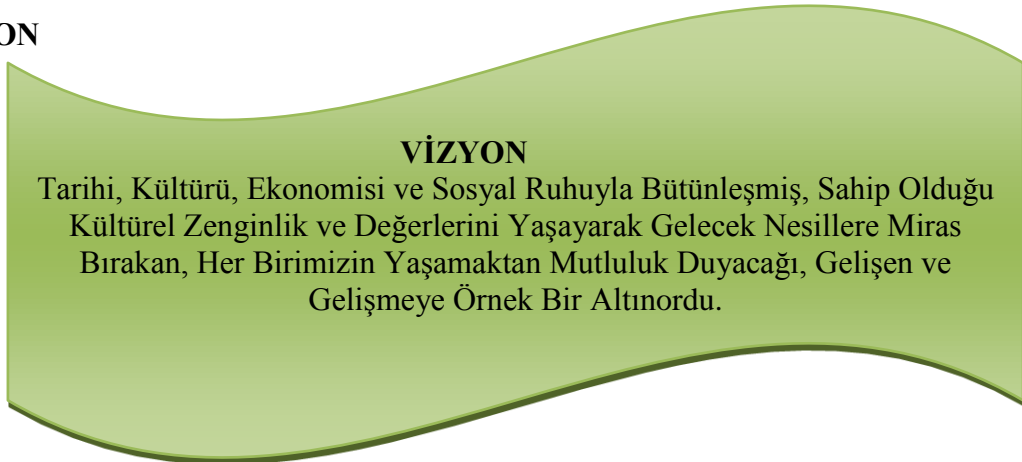 ON
VİZYON
Tarihi, Kültürü, Ekonomisi ve Sosyal Ruhuyla Bütünleşmiş, Sahip Olduğu
Kültürel Zenginlik ve Değerlerini Yaşayarak Gelecek Nesillere Miras
Bırakan, Her Birimizin Yaşamaktan Mutluluk Duyacağı, Gelişen ve
Gelişmeye Örnek Bir Altınordu.